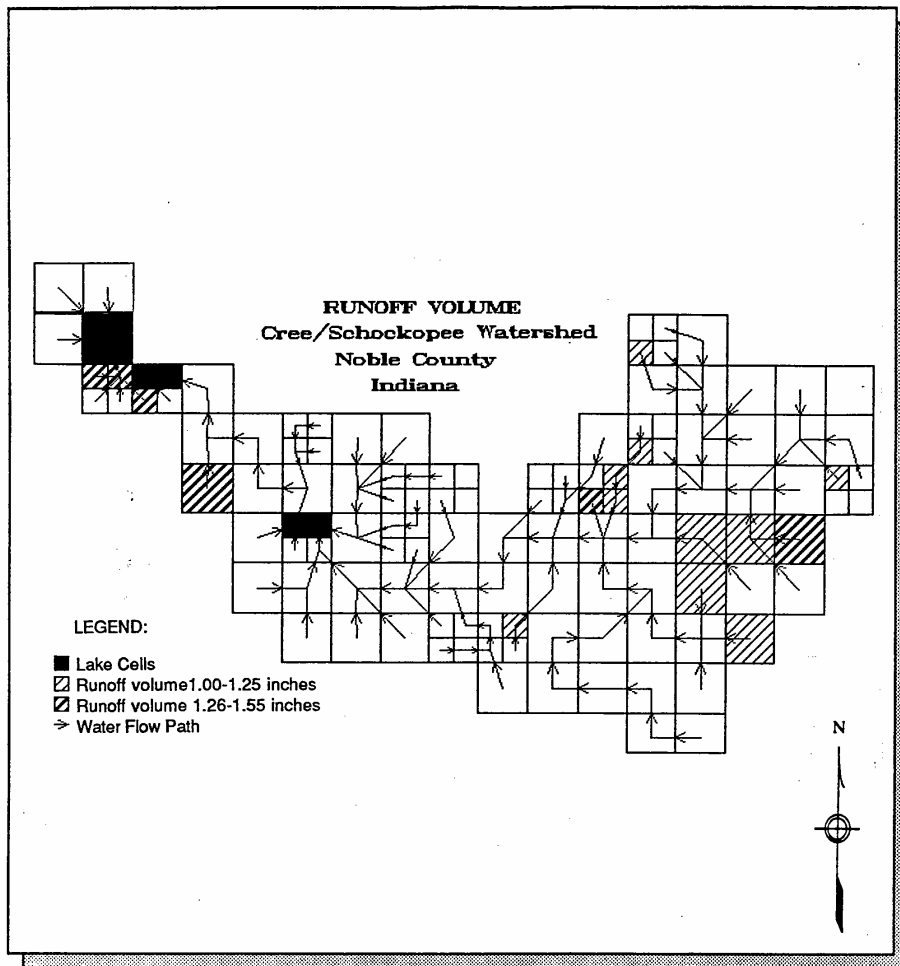 RUNOFF VOLUME
Cree/Schockopee Watershed
Noble County
Indiana
LEGEND:
Lake Cells
Runoff volume1.00-1.25 inches
Runoff volume 1.26-1.55 inches
Water Flow Path
N